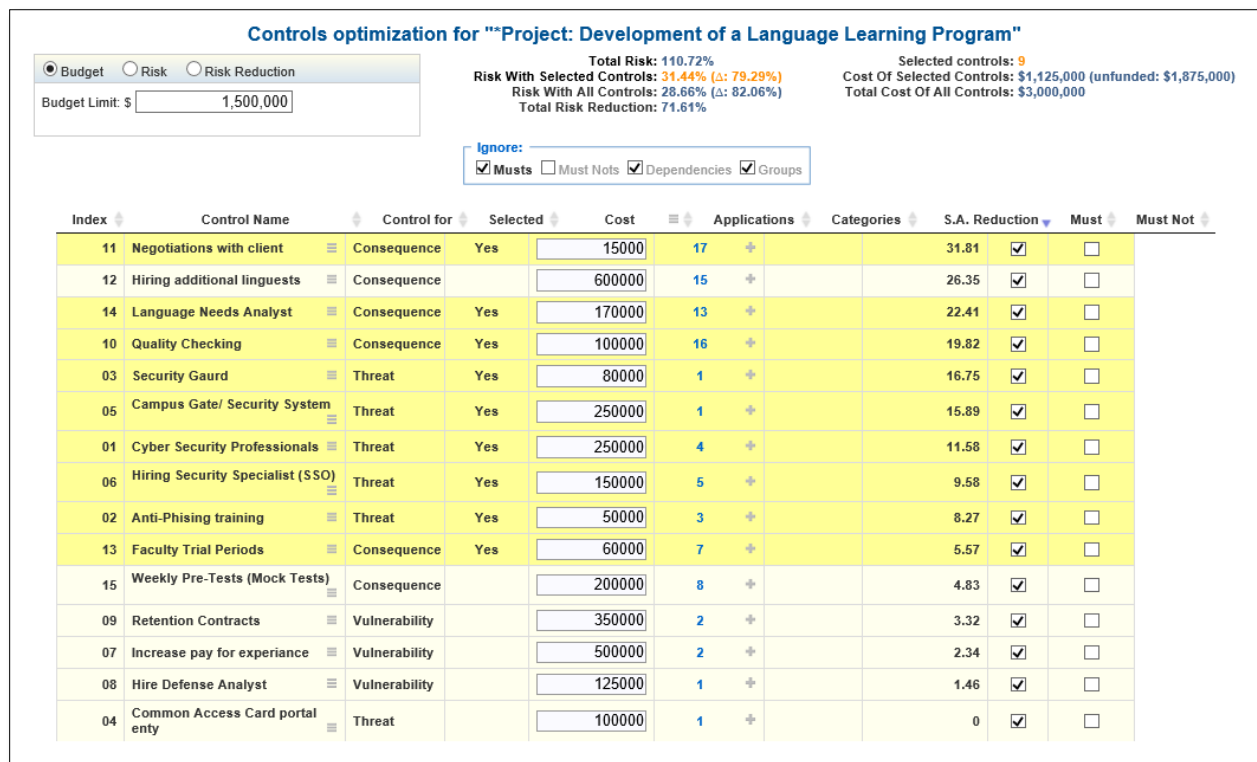 Controls optimization for "*Project: Development of a Language Learning Program"
Budget Risk Risk Reduction
Budget Limit: $ 1,500,000
Total Risk: 110.72%
Risk With Selected Controls: 31.44% (Δ: 79.29%)
Risk With All Controls: 28.66% (Δ: 82.06%)
Total Risk Reduction: 71.61%
Selected controls: 9
Cost Of Selected Controls: $1,125,000 (unfunded: $1,875,000)
Total Cost Of All Controls: $3,000,000
Ignore:
Musts Must Nots Dependencies Groups
Index Control Name Control for Selected Cost Applications Categories S.A. Reduction Must Must Not
11 Negotiations with client Consequence Yes 15000 17 31.81
12 Hiring additional linguests Consequence 600000 15 26.35
14 Language Needs Analyst Consequence Yes 170000 13 22.41
10 Quality Checking Consequence Yes 100000 16 19.82
03 Security Gaurd Threat Yes 80000 1 16.75
05 Campus Gate/ Security System Threat Yes 250000 1 15.89
01 Cyber Security Professionals Threat Yes 250000 4 11.58
06 Hiring Security Specialist (SSO) Threat Yes 150000 5 9.58
02 Anti-Phising training Threat Yes 50000 3 8.27
13 Faculty Trial Periods Consequence Yes 60000 7 5.57
15 Weekly Pre-Tests (Mock Tests) Consequence 200000 8 4.83
09 Retention Contracts Vulnerability 350000 2 3.32
07 Increase pay for experiance Vulnerability 500000 2 2.34
08 Hire Defense Analyst Vulnerability 125000 1 1.46
04 Common Access Card portal Threat 100000 1 0
enty